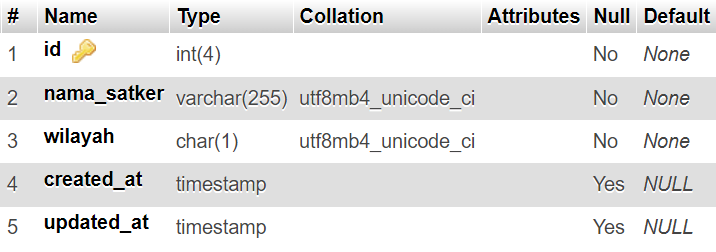 # Name Type Collation Attributes Null Default
1 id int(4) No None
2 nama_satker varchar(255) utf8mb4_unicode_ci No None
3 wilayah char(1) utf8mb4_unicode_ci No None
4 created_at timestamp Yes NULL
5 updated_at timestamp Yes NULL